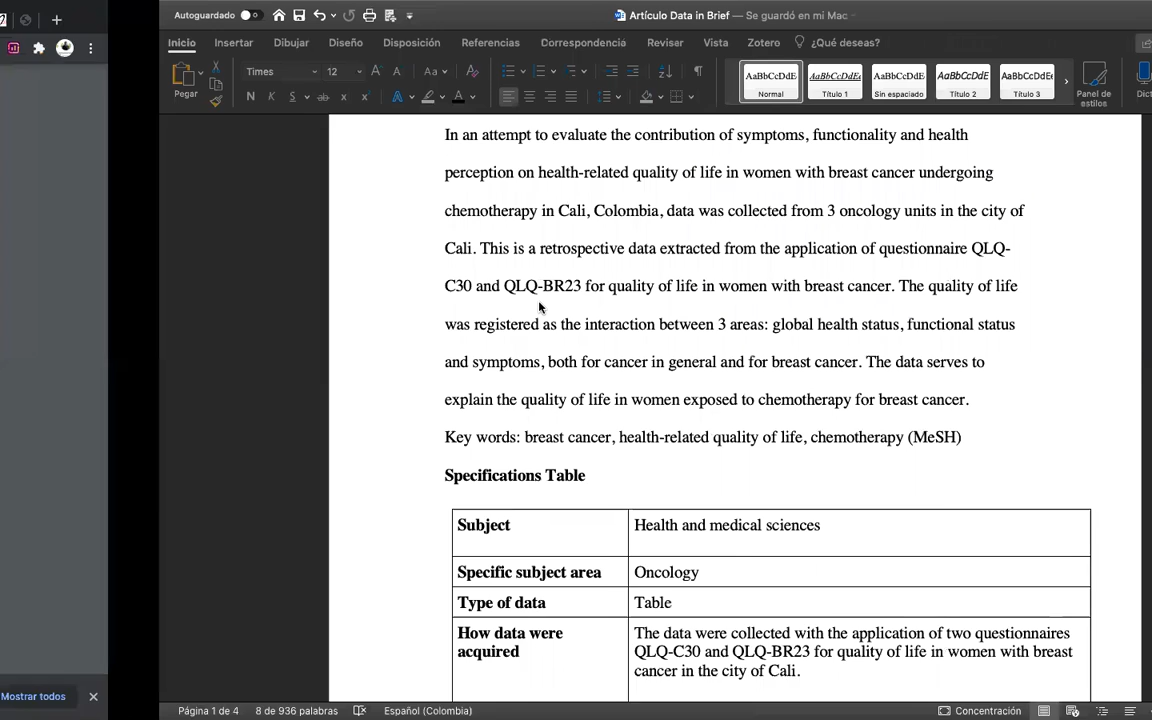 Autoguardado
Artículo Data in Brief — Se guardó en mi Mac
Inicio Insertar Dibujar Diseño Disposición Referencias Correspondencia Revisar Vista Zotero ¿Qué deseas?
Pegar
Times 12 A A Aa A
N K S ab x x A A
AaBbCcDdE AaBbCcDdEe AaBbCcDdE AaBbCcDdE AaBbCcDdEe
Normal Título 1 Sin espaciado Título 2 Título 3
Panel de estilos
Dict
In an attempt to evaluate the contribution of symptoms, functionality and health
perception on health-related quality of life in women with breast cancer undergoing
chemotherapy in Cali, Colombia, data was collected from 3 oncology units in the city of
Cali. This is a retrospective data extracted from the application of questionnaire QLQ-
C30 and QLQ-BR23 for quality of life in women with breast cancer. The quality of life
was registered as the interaction between 3 areas: global health status, functional status
and symptoms, both for cancer in general and for breast cancer. The data serves to
explain the quality of life in women exposed to chemotherapy for breast cancer.
Key words: breast cancer, health-related quality of life, chemotherapy (MeSH)
Specifications Table
Subject Health and medical sciences
Specific subject area Oncology
Type of data Table
How data were The data were collected with the application of two questionnaires
acquired QLQ-C30 and QLQ-BR23 for quality of life in women with breast
cancer in the city of Cali.
Mostrar todos
Página 1 de 4 8 de 936 palabras Español (Colombia) Concentración